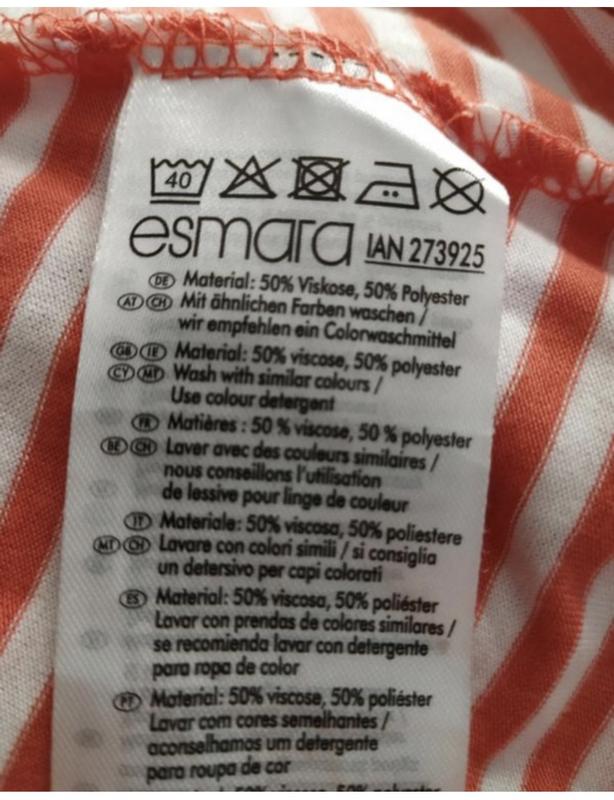 40
esmara IAN 273925
DE Material: 50% Viskose, 50% Polyester
AT CH Mit ähnlichen Farben waschen /
wir empfehlen ein Colorwaschmittel
GB IE Material: 50% viscose, 50% polyester
CY MT Wash with similar colours /
Use colour detergent
FR Matières : 50 % viscose, 50 % polyester
BE CH Laver avec des couleurs similaires /
nous conseillons l'utilisation
de lessive pour linge de couleur
IT Materiale: 50% viscosa, 50% poliestere
MT CH Lavare con colori simili / si consiglia
un detersivo per capi colorati
ES Material: 50% viscosa, 50% poliéster
Lavar con prendas de colores similares /
se recomienda lavar con detergente
para ropa de color
PT Material: 50% viscose, 50% poliéster
Lavar com cores semelhantes /
aconselhamos um detergente
para roupa de cor